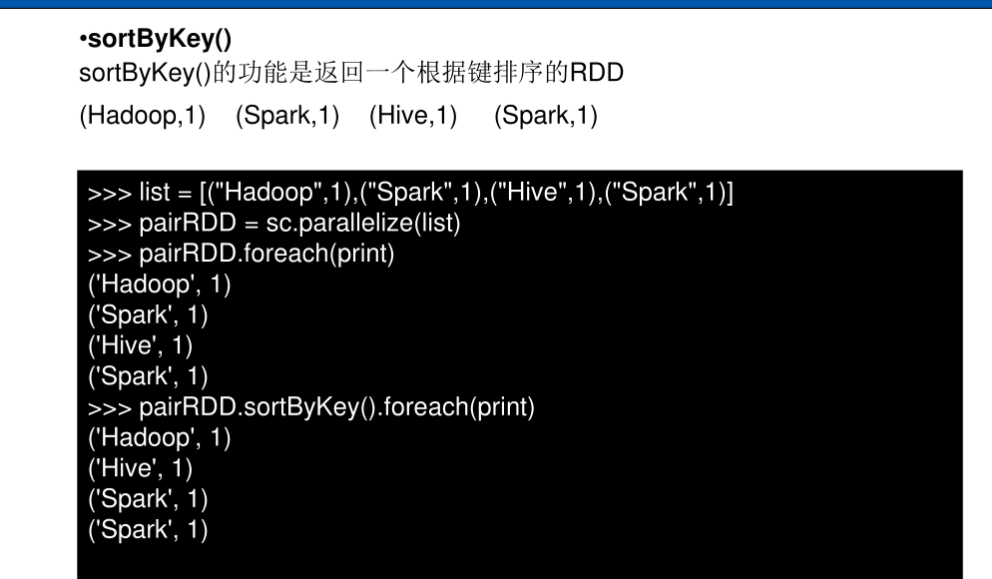 •sortByKey()
sortByKey()的功能是返回一个根据键排序的RDD
(Hadoop,1) (Spark,1) (Hive,1) (Spark,1)
>>> list = [("Hadoop",1),("Spark",1),("Hive",1),("Spark",1)]
>>> pairRDD = sc.parallelize(list)
>>> pairRDD.foreach(print)
('Hadoop', 1)
('Spark', 1)
('Hive', 1)
('Spark', 1)
>>> pairRDD.sortByKey().foreach(print)
('Hadoop', 1)
('Hive', 1)
('Spark', 1)
('Spark', 1)